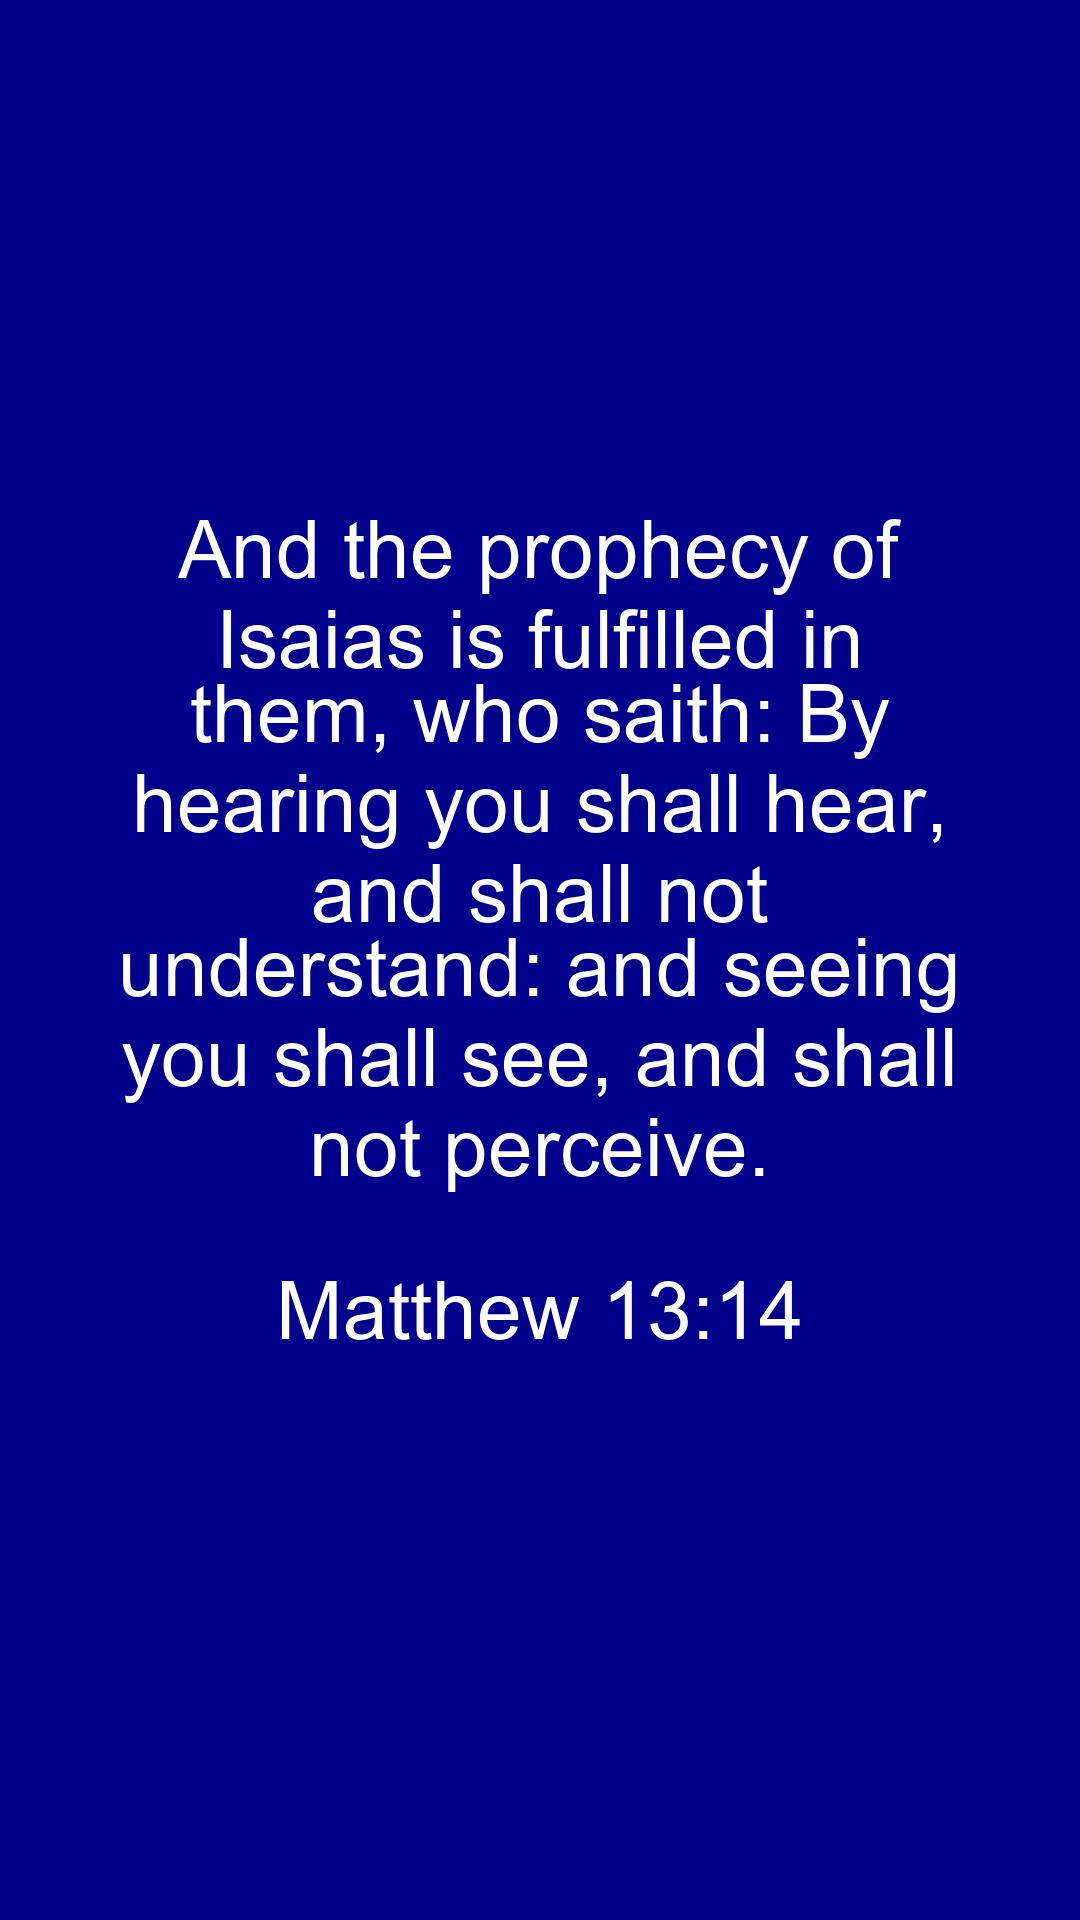 And the prophecy of
Isaias is fulfilled in
them, who saith: By
hearing you shall hear,
and shall not
understand: and seeing
you shall see, and shall
not perceive.
Matthew 13:14